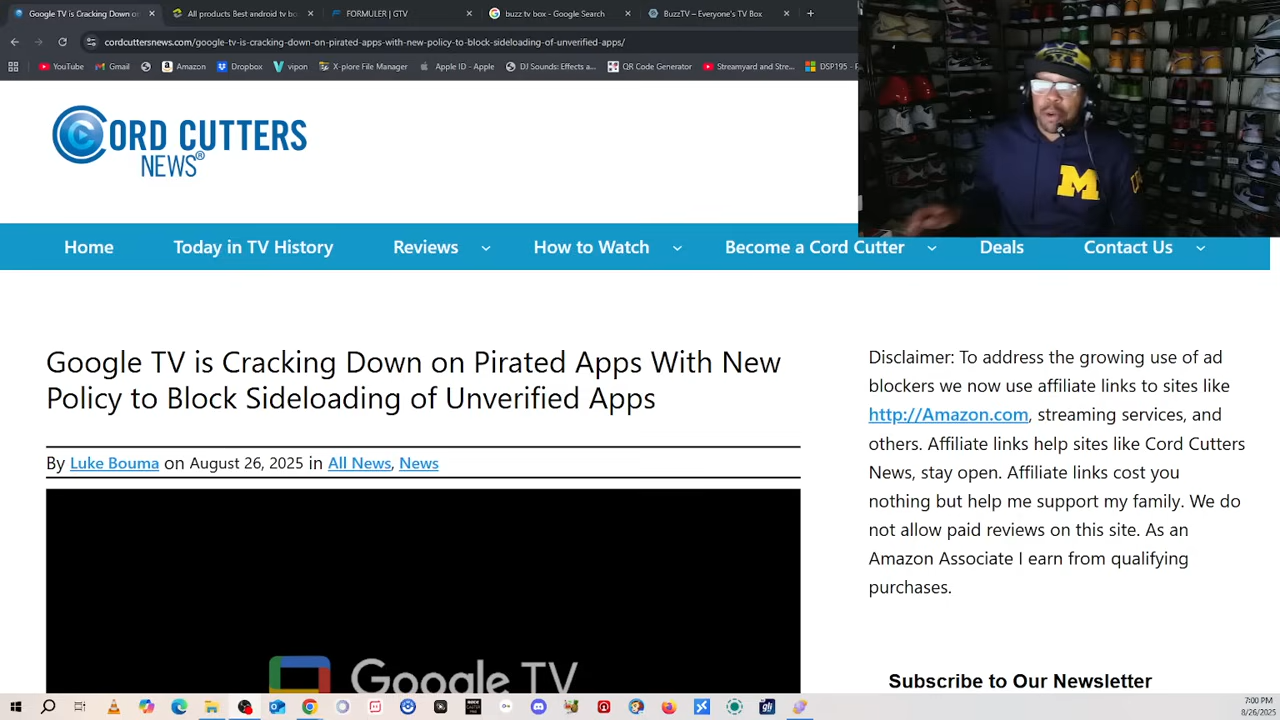 Google TV is Cracking Down on
All products Best android tv bo
FORMULER | GTV
buzz tv box - Google Search
BuzzTV – Everyone's TV Box
cordcuttersnews.com/google-tv-is-cracking-down-on-pirated-apps-with-new-policy-to-block-sideloading-of-unverified-apps/
YouTube
Gmail
Amazon
Dropbox
vipon
X-plore File Manager
Apple ID - Apple
DJ Sounds: Effects a...
QR Code Generator
Streamyard and Stre...
DSP195 -
CORD CUTTERS
NEWS®
M
Home
Today in TV History
Reviews
How to Watch
Become a Cord Cutter
Deals
Contact Us
Google TV is Cracking Down on Pirated Apps With New
Policy to Block Sideloading of Unverified Apps
By Luke Bouma on August 26, 2025 in All News, News
Google TV
Disclaimer: To address the growing use of ad
blockers we now use affiliate links to sites like
http://Amazon.com, streaming services, and
others. Affiliate links help sites like Cord Cutters
News, stay open. Affiliate links cost you
nothing but help me support my family. We do
not allow paid reviews on this site. As an
Amazon Associate I earn from qualifying
purchases.
Subscribe to Our Newsletter
7:00 PM
8/26/2025